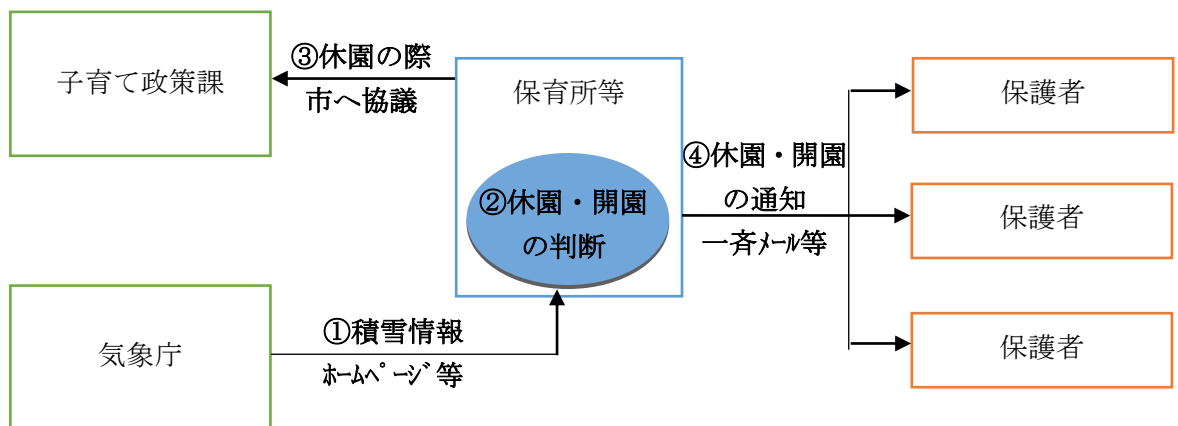 子育て政策課
③休園の際
市へ協議
保育所等
②休園・開園
の判断
④休園・開園
の通知
一斉ﾒｰﾙ等
保護者
保護者
保護者
気象庁
①積雪情報
ﾎｰﾑﾍﾟｰｼﾞ等